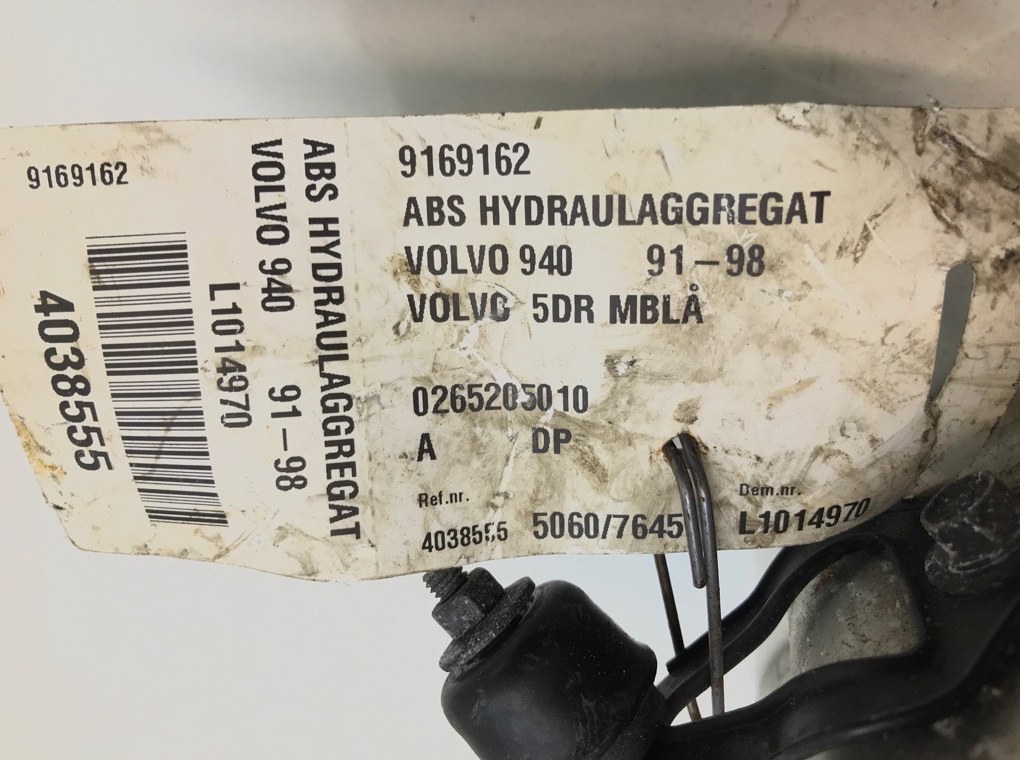 9169162
4038555
L1014970
VOLVO 940 91-98
ABS HYDRAULAGGREGAT
9169162
ABS HYDRAULAGGREGAT
VOLVO 940 91-98
VOLVO 5DR MBLÅ
0265205010
A DP
Ref.nr. Dem.nr.
4038555 5060/7645 L1014970